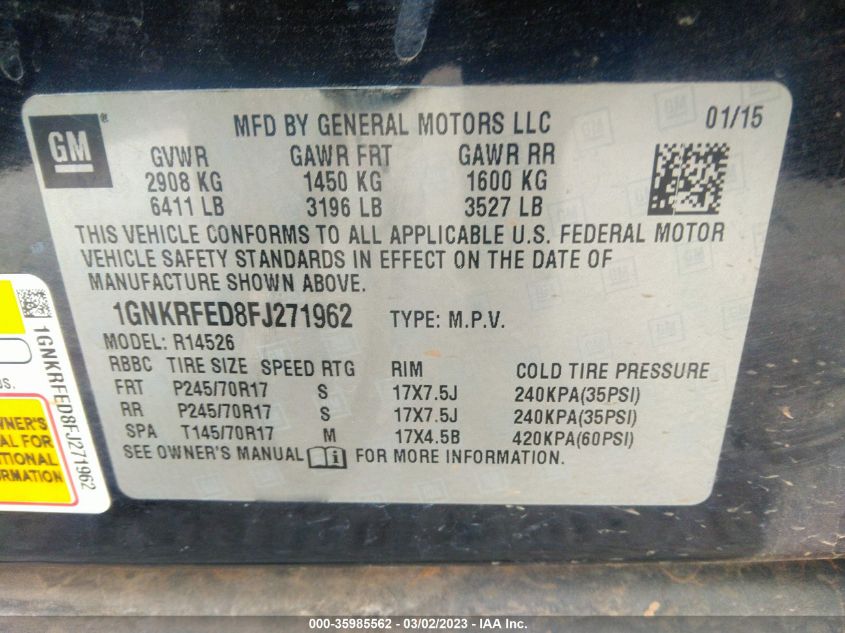 GM
®
MFD BY GENERAL MOTORS LLC 01/15
GVWR GAWR FRT GAWR RR
2908 KG 1450 KG 1600 KG
6411 LB 3196 LB 3527 LB
THIS VEHICLE CONFORMS TO ALL APPLICABLE U.S. FEDERAL MOTOR
VEHICLE SAFETY STANDARDS IN EFFECT ON THE DATE OF
MANUFACTURE SHOWN ABOVE.
1GNKRFED8FJ271962 TYPE: M.P.V.
MODEL: R14526
RBBC TIRE SIZE SPEED RTG RIM COLD TIRE PRESSURE
FRT P245/70R17 S 17X7.5J 240KPA(35PSI)
RR P245/70R17 S 17X7.5J 240KPA(35PSI)
SPA T145/70R17 M 17X4.5B 420KPA(60PSI)
SEE OWNER'S MANUAL i FOR MORE INFORMATION.
1GNKRFED8FJ271962
000-35985562 - 03/02/2023 - IAA Inc.